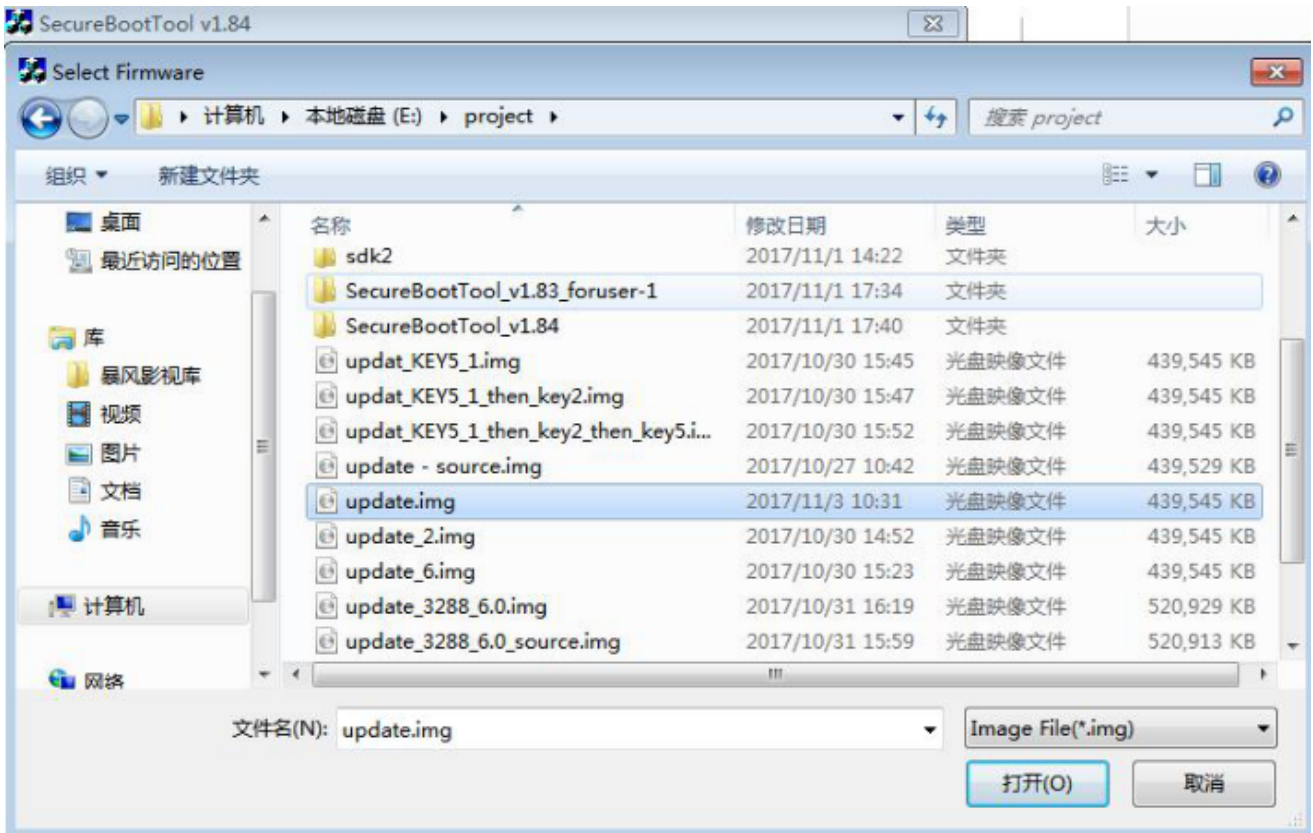 SecureBootTool v1.84
Select Firmware
计算机 本地磁盘 (E:) project 搜索 project
组织 新建文件夹
桌面
最近访问的位置
库
暴风影视库
视频
图片
文档
音乐
计算机
网络
名称 修改日期 类型 大小
sdk2 2017/11/1 14:22 文件夹
SecureBootTool_v1.83_foruser-1 2017/11/1 17:34 文件夹
SecureBootTool_v1.84 2017/11/1 17:40 文件夹
updat_KEY5_1.img 2017/10/30 15:45 光盘映像文件 439,545 KB
updat_KEY5_1_then_key2.img 2017/10/30 15:47 光盘映像文件 439,545 KB
updat_KEY5_1_then_key2_then_key5.i... 2017/10/30 15:52 光盘映像文件 439,545 KB
update - source.img 2017/10/27 10:42 光盘映像文件 439,529 KB
update.img 2017/11/3 10:31 光盘映像文件 439,545 KB
update_2.img 2017/10/30 14:52 光盘映像文件 439,545 KB
update_6.img 2017/10/30 15:23 光盘映像文件 439,545 KB
update_3288_6.0.img 2017/10/31 16:19 光盘映像文件 520,929 KB
update_3288_6.0_source.img 2017/10/31 15:59 光盘映像文件 520,913 KB
文件名(N): update.img Image File(*.img)
打开(O) 取消